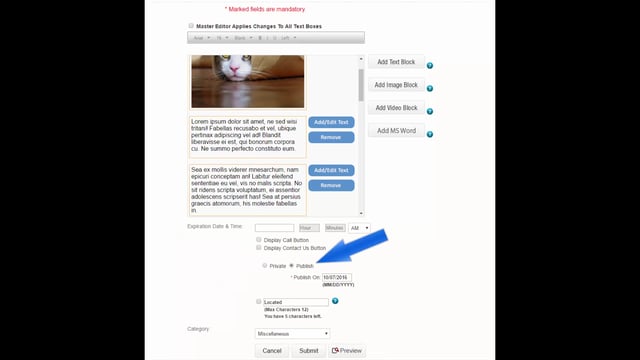 * Marked fields are mandatory
Master Editor Applies Changes To All Text Boxes
Arial 16 Black B I U Left
Add Text Block
Add Image Block
Add Video Block
Add MS Word
Lorem ipsum dolor sit amet, ne sed wisi
tritani! Fabellas recusabo et vel, ubique
pertinax adipiscing vel ad! Blandit
liberavisse ei est, qui bonorum corpora
cu. Ne summo perfecto constituto eum.
Add/Edit Text
Remove
Sea ex mollis viderer mnesarchum, nam
epicuri conceptam an! Labitur eleifend
sententiae eu vel, vis no malis scripta. No
sit ridens scripta voluptatum, ei assentior
adolescens scripserit has! Sea at persius
graecis atomorum, his molestie fabellas
in.
Add/Edit Text
Remove
Expiration Date & Time:
Hour
Minutes
AM
Display Call Button
Display Contact Us Button
Private
Publish
* Publish On:
10/07/2016
(MM/DD/YYYY)
Located
(Max Characters 12)
You have 5 characters left.
Category:
Miscellaneous
Cancel
Submit
Preview